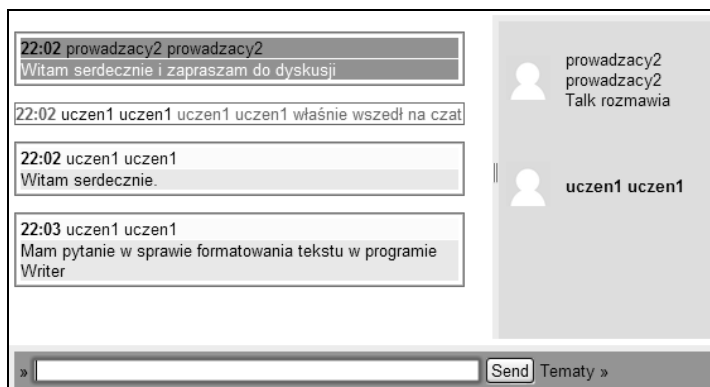 22:02 prowadzacy2 prowadzacy2
Witam serdecznie i zapraszam do dyskusji
22:02 uczen1 uczen1 uczen1 uczen1 właśnie wszedł na czat
22:02 uczen1 uczen1
Witam serdecznie.
22:03 uczen1 uczen1
Mam pytanie w sprawie formatowania tekstu w programie
Writer
prowadzacy2
prowadzacy2
Talk rozmawia
uczen1 uczen1
» Send Tematy »